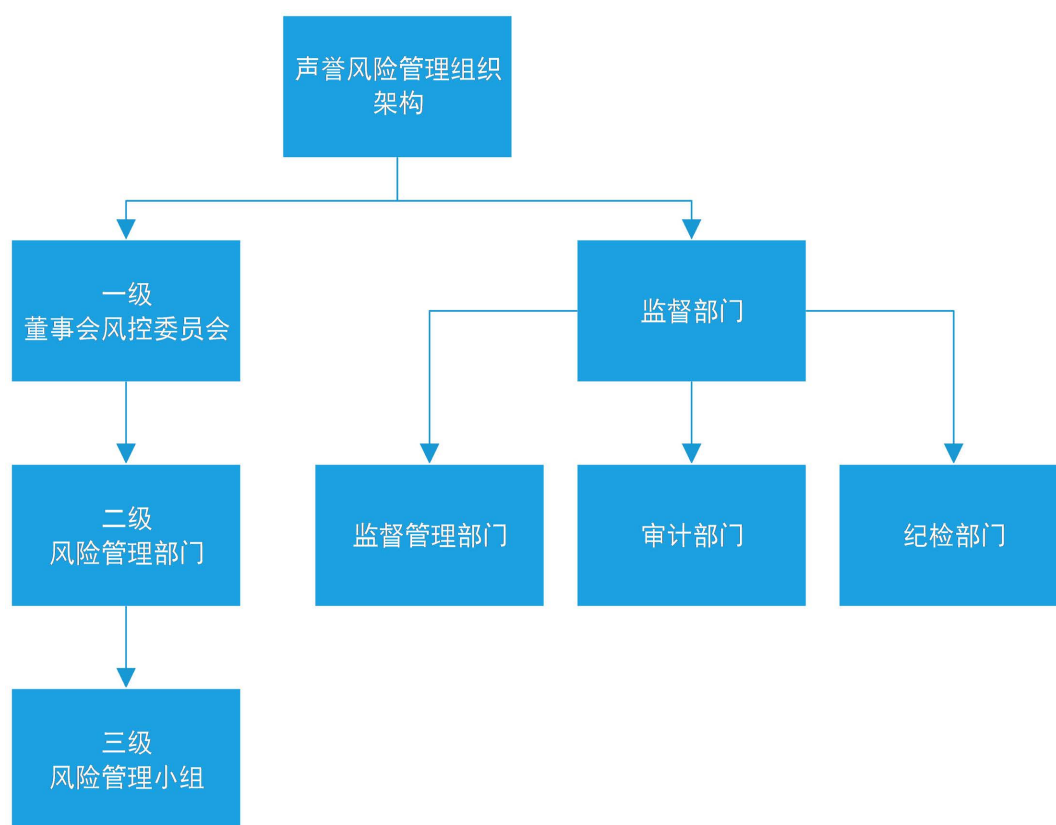 声誉风险管理组织
架构
一级
董事会风控委员会
监督部门
二级
风险管理部门
监督管理部门
审计部门
纪检部门
三级
风险管理小组